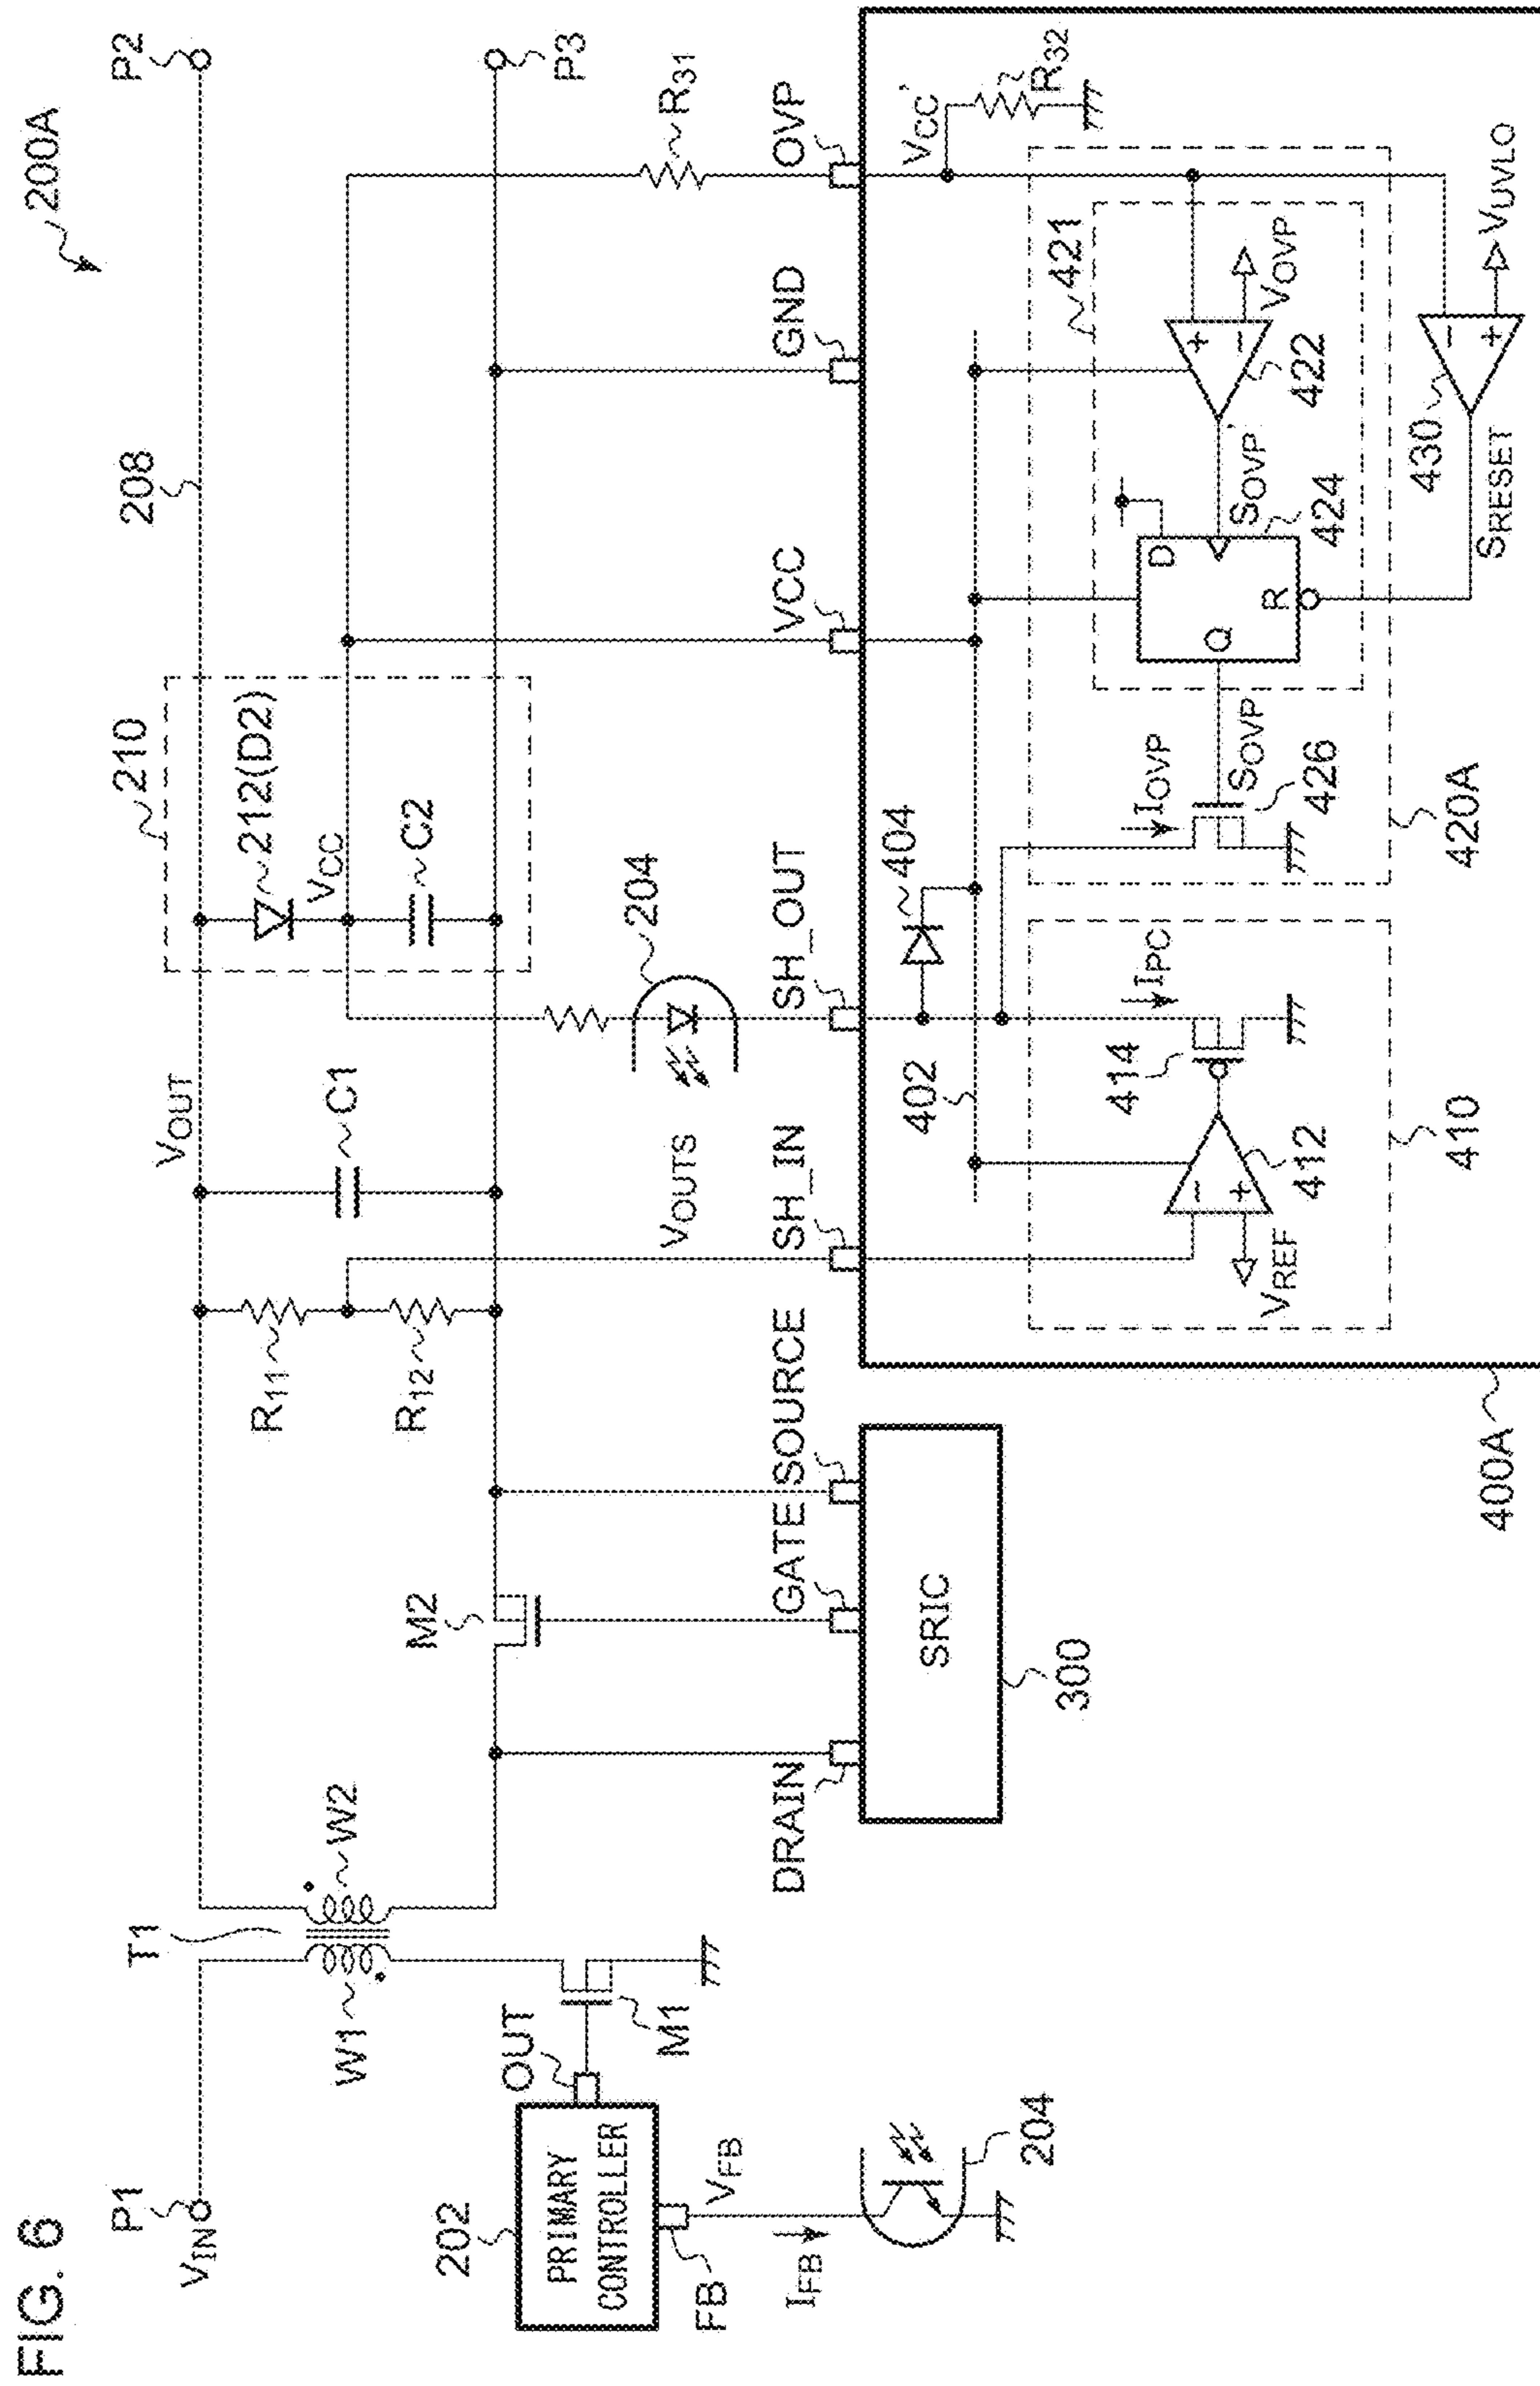 FIG. 6
200A
P1
VIN
T1
W1
W2
208
P2
P3
VOUT
210
212(D2)
VCC
C2
C1
R11
R12
M2
M1
OUT
202
PRIMARY
CONTROLLER
FB
VFB
IFB
204
204
VOUTS
R31
DRAIN
GATE
SOURCE
SH_IN
SH_OUT
VCC
GND
OVP
SRIC
300
402
404
VCC'
R32
414
IPC
412
VREF
410
IOVP
SOVP
426
420A
421
D
Q
R
SOVP'
424
422
+
−
VOVP
−
+
−
+
430
VUVLO
SRESET
400A